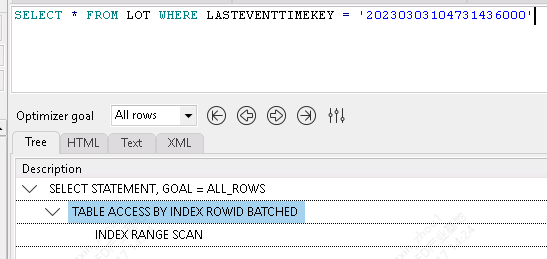 SELECT * FROM LOT WHERE LASTEVENTTIMEKEY = '20230303104731436000'
Optimizer goal All rows
Tree HTML Text XML
Description
SELECT STATEMENT, GOAL = ALL_ROWS
TABLE ACCESS BY INDEX ROWID BATCHED
INDEX RANGE SCAN